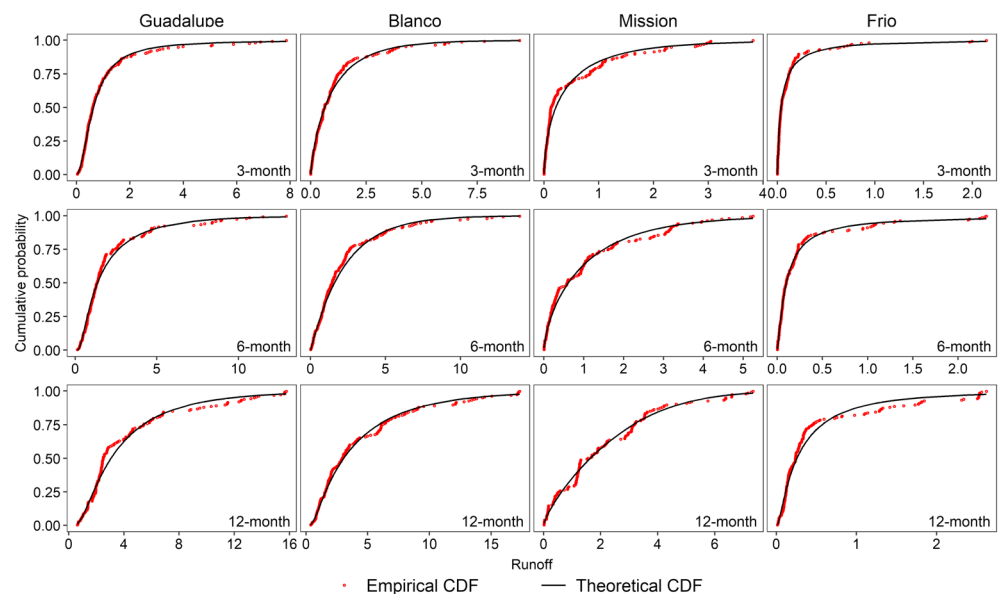 Guadalupe Blanco Mission Frio
1.00 0.75 0.50 0.25 0.00
3-month 3-month 3-month 3-month
0 2 4 6 8 0.0 2.5 5.0 7.5 0 1 2 3 4 0.0 0.5 1.0 1.5 2.0
Cumulative probability
1.00 0.75 0.50 0.25 0.00
6-month 6-month 6-month 6-month
0 5 10 0 5 10 0 1 2 3 4 5 0.0 0.5 1.0 1.5 2.0
1.00 0.75 0.50 0.25 0.00
12-month 12-month 12-month 12-month
0 4 8 12 16 0 5 10 15 0 2 4 6 0 1 2
Runoff
Empirical CDF Theoretical CDF